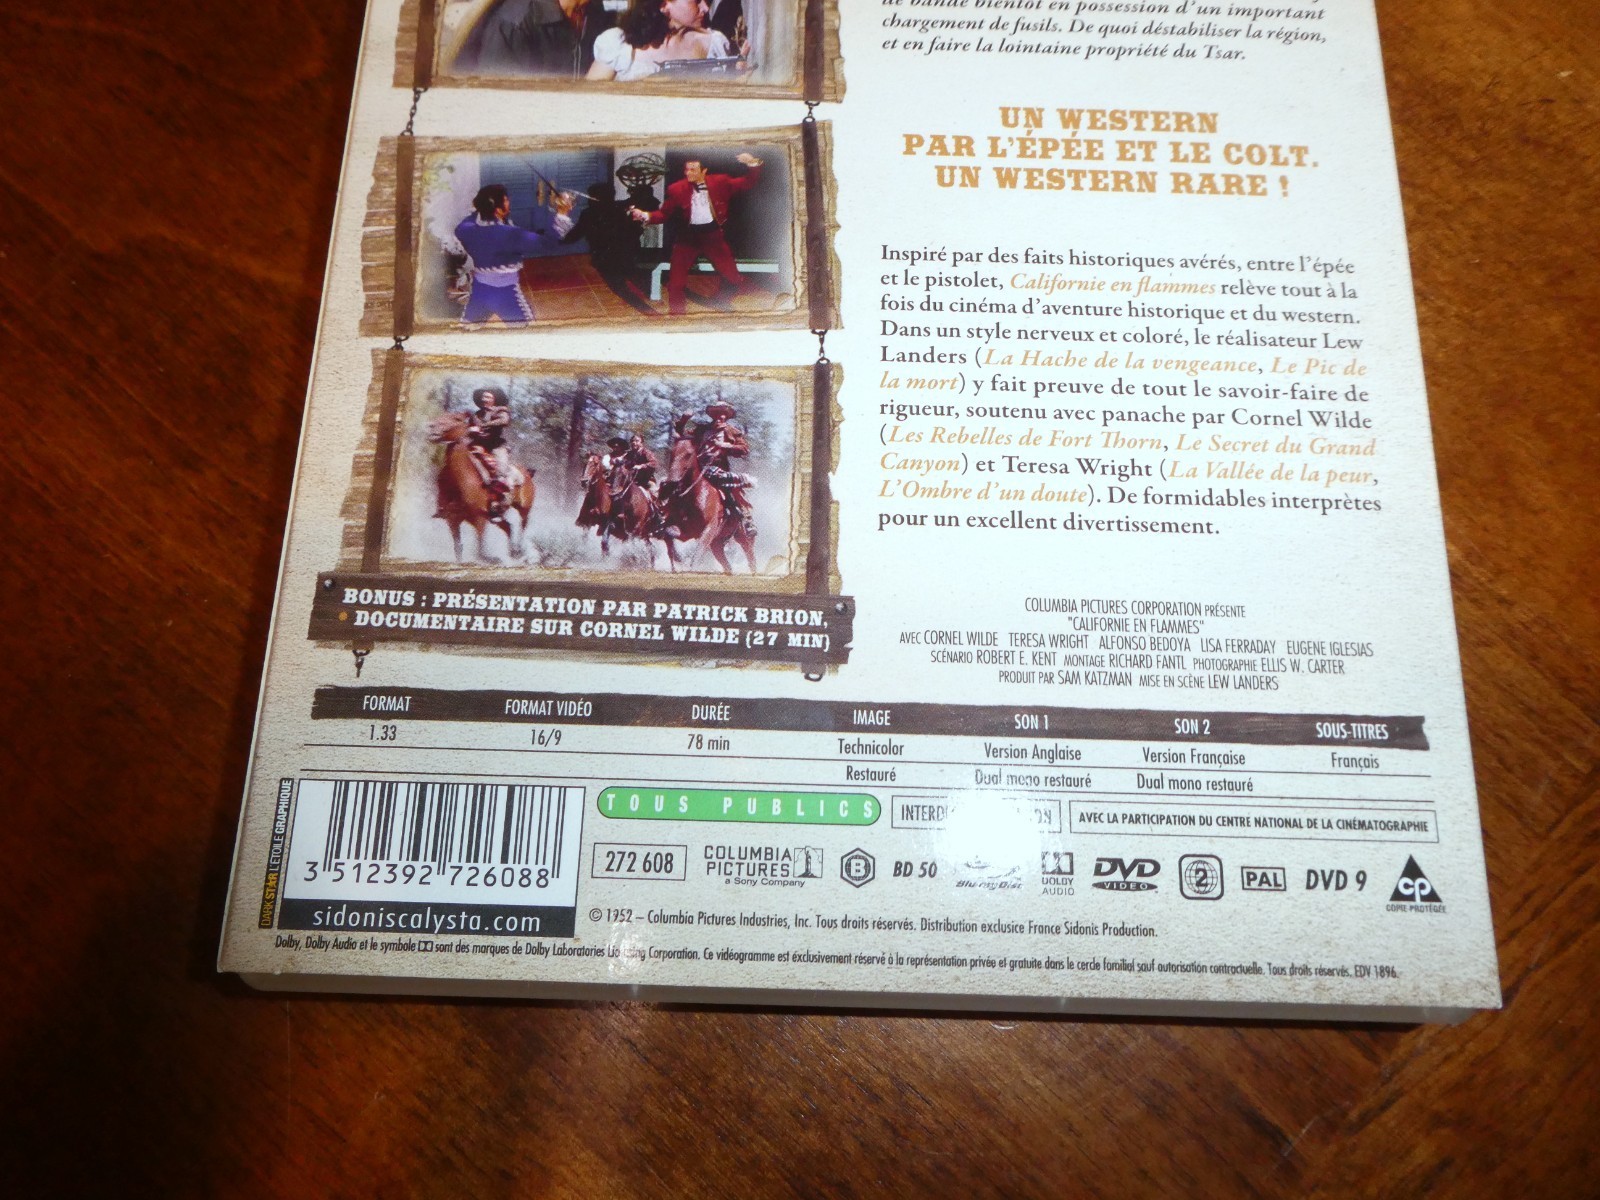 de bande bientôt en possession d'un important
chargement de fusils. De quoi déstabiliser la région,
et en faire la lointaine propriété du Tsar.
UN WESTERN
PAR L'ÉPÉE ET LE COLT.
UN WESTERN RARE !
Inspiré par des faits historiques avérés, entre l'épée
et le pistolet, Californie en flammes relève tout à la
fois du cinéma d'aventure historique et du western.
Dans un style nerveux et coloré, le réalisateur Lew
Landers (La Hache de la vengeance, Le Pic de
la mort) y fait preuve de tout le savoir-faire de
rigueur, soutenu avec panache par Cornel Wilde
(Les Rebelles de Fort Thorn, Le Secret du Grand
Canyon) et Teresa Wright (La Vallée de la peur,
L'Ombre d'un doute). De formidables interprètes
pour un excellent divertissement.
BONUS : PRÉSENTATION PAR PATRICK BRION,
• DOCUMENTAIRE SUR CORNEL WILDE (27 MIN)
COLUMBIA PICTURES CORPORATION PRÉSENTE
"CALIFORNIE EN FLAMMES"
AVEC CORNEL WILDE TERESA WRIGHT ALFONSO BEDOYA LISA FERRADAY EUGENE IGLESIAS
SCÉNARIO ROBERT E. KENT MONTAGE RICHARD FANTL PHOTOGRAPHIE ELLIS W. CARTER
PRODUIT PAR SAM KATZMAN MISE EN SCÈNE LEW LANDERS
FORMAT FORMAT VIDÉO DURÉE IMAGE SON 1 SON 2 SOUS-TITRES
1.33 16/9 78 min Technicolor Version Anglaise Version Française Français
Restauré Dual mono restauré Dual mono restauré
DARK STAR L'ETOILE GRAPHIQUE
3 512392 726088
sidoniscalysta.com
TOUS PUBLICS
AVEC LA PARTICIPATION DU CENTRE NATIONAL DE LA CINÉMATOGRAPHIE
272 608 COLUMBIA PICTURES a Sony Company B BD 50 Blu-ray Disc DOLBY AUDIO DVD VIDEO 2 PAL DVD 9 CP COPIE PROTÉGÉE
© 1952 – Columbia Pictures Industries, Inc. Tous droits réservés. Distribution exclusice France Sidonis Production.
Dolby, Dolby Audio et le symbole sont des marques de Dolby Laboratories Corporation. Ce vidéogramme est éxclusivement réservé à la représentation privée et gratuite dans le cercle familial sauf autorisation contractuelle. Tous droits réservés. EDV 1896.